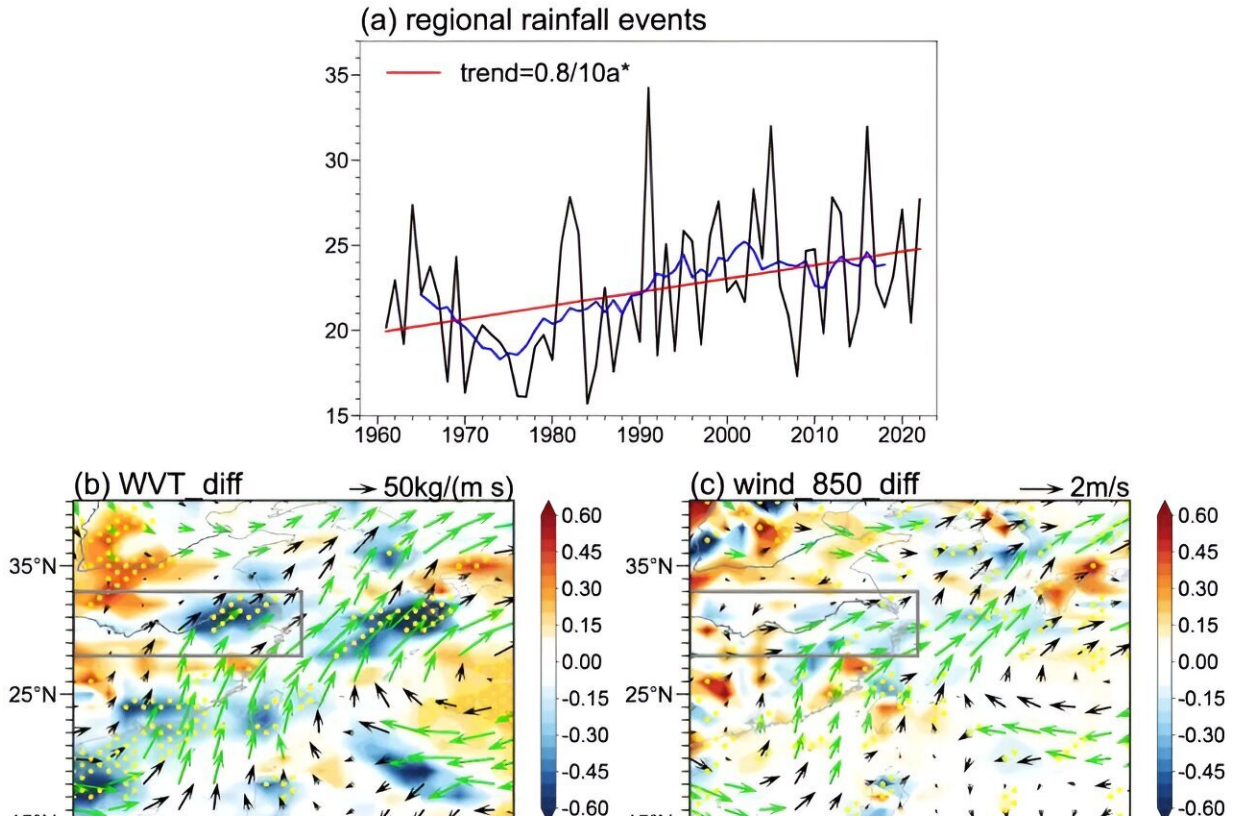 (a) regional rainfall events
trend=0.8/10a*
35
30
25
20
15
1960 1970 1980 1990 2000 2010 2020
(b) WVT_diff 50kg/(m s)
35°N
25°N
0.60
0.45
0.30
0.15
0.00
-0.15
-0.30
-0.45
-0.60
(c) wind_850_diff 2m/s
35°N
25°N
0.60
0.45
0.30
0.15
0.00
-0.15
-0.30
-0.45
-0.60